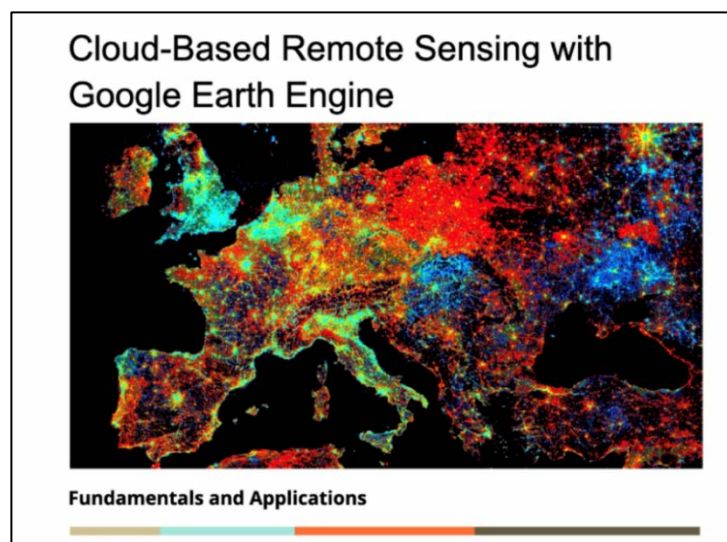 Cloud-Based Remote Sensing with
Google Earth Engine
Fundamentals and Applications